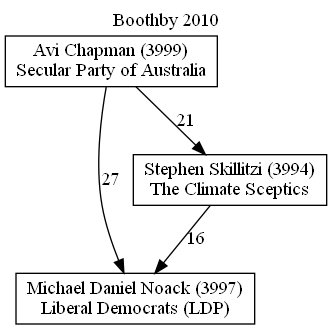 Boothby 2010
Avi Chapman (3999)
Secular Party of Australia
21
27
Stephen Skillitzi (3994)
The Climate Sceptics
16
Michael Daniel Noack (3997)
Liberal Democrats (LDP)